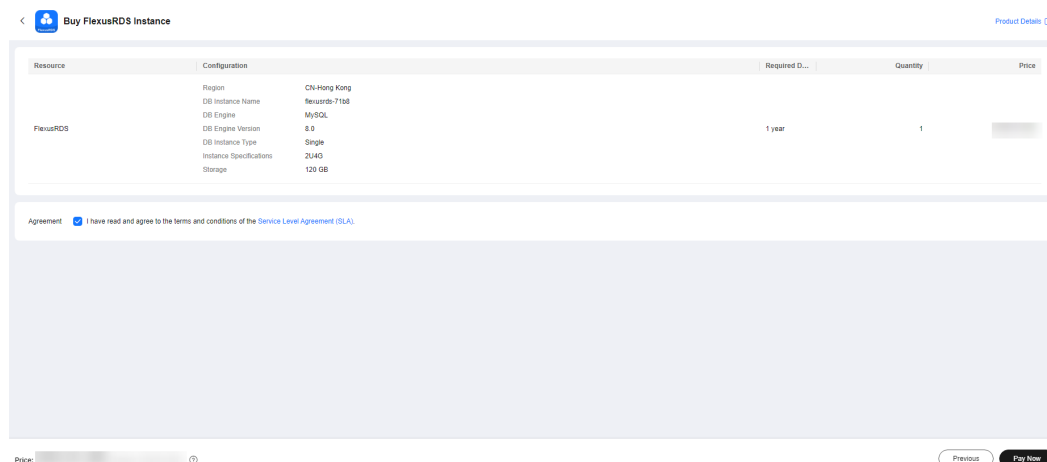 Buy FlexusRDS Instance
Product Details
Resource Configuration Required D... Quantity Price
Region CN-Hong Kong
DB Instance Name flexusrds-71b8
DB Engine MySQL
FlexusRDS DB Engine Version 8.0 1 year 1
DB Instance Type Single
Instance Specifications 2U4G
Storage 120 GB
Agreement I have read and agree to the terms and conditions of the Service Level Agreement (SLA).
Price: Previous Pay Now